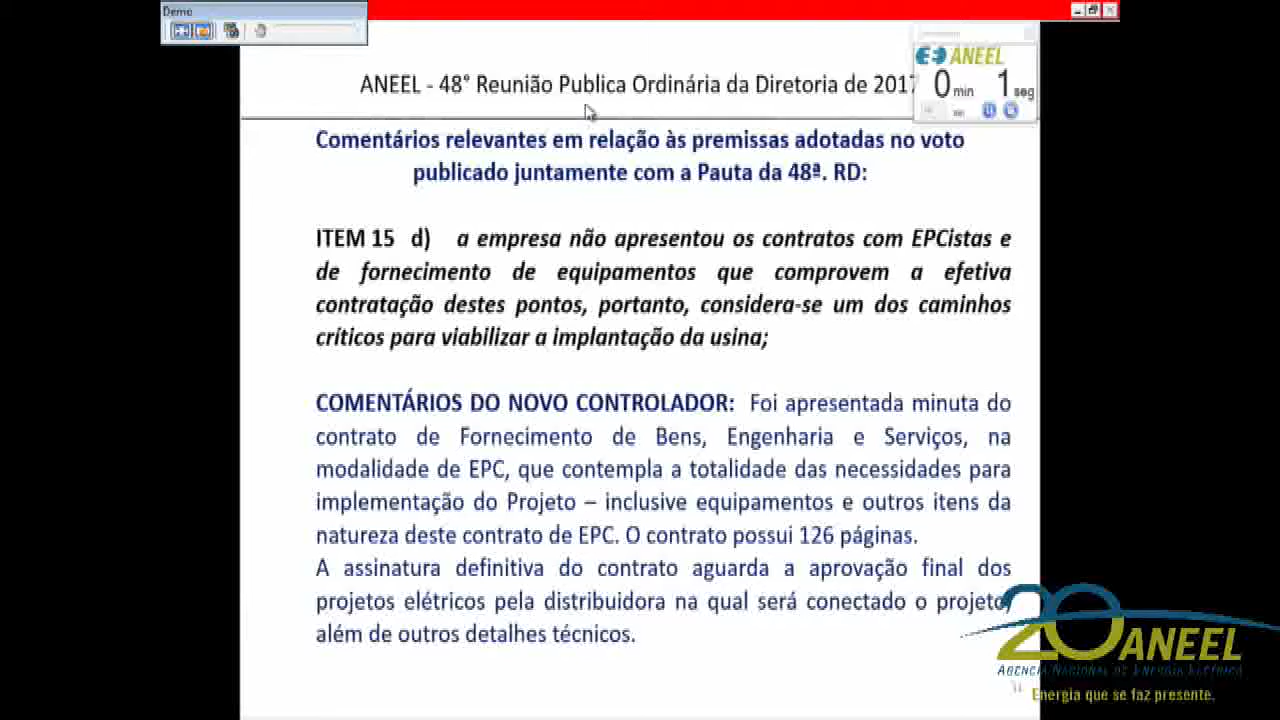 Demo
ANEEL
ANEEL - 48° Reunião Publica Ordinária da Diretoria de 2017
0 min 1 seg
Comentários relevantes em relação às premissas adotadas no voto
publicado juntamente com a Pauta da 48ª. RD:
ITEM 15 d) a empresa não apresentou os contratos com EPCistas e
de fornecimento de equipamentos que comprovem a efetiva
contratação destes pontos, portanto, considera-se um dos caminhos
críticos para viabilizar a implantação da usina;
COMENTÁRIOS DO NOVO CONTROLADOR: Foi apresentada minuta do
contrato de Fornecimento de Bens, Engenharia e Serviços, na
modalidade de EPC, que contempla a totalidade das necessidades para
implementação do Projeto – inclusive equipamentos e outros itens da
natureza deste contrato de EPC. O contrato possui 126 páginas.
A assinatura definitiva do contrato aguarda a aprovação final dos
projetos elétricos pela distribuidora na qual será conectado o projeto,
além de outros detalhes técnicos.
20 ANEEL
AGÊNCIA NACIONAL DE ENERGIA ELÉTRICA
Energia que se faz presente.